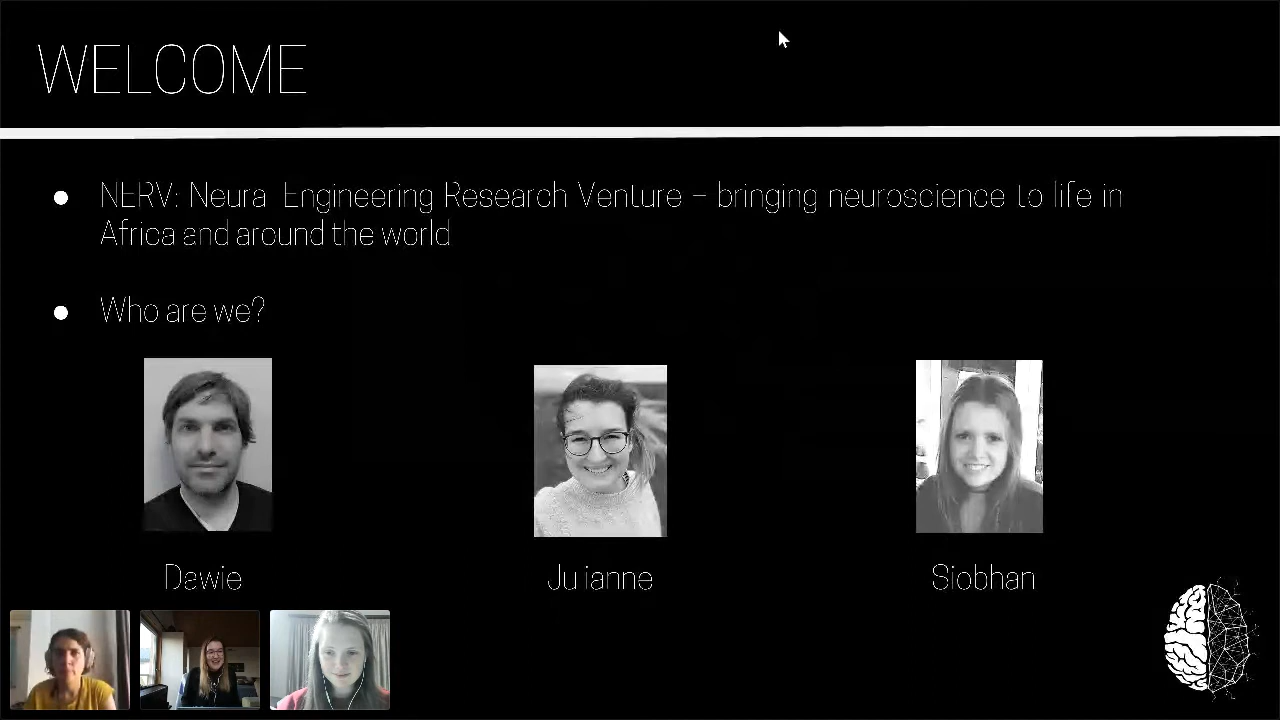 WELCOME
NERV: Neural Engineering Research Venture – bringing neuroscience to life in
Africa and around the world
Who are we?
Dawie
Julianne
Siobhan